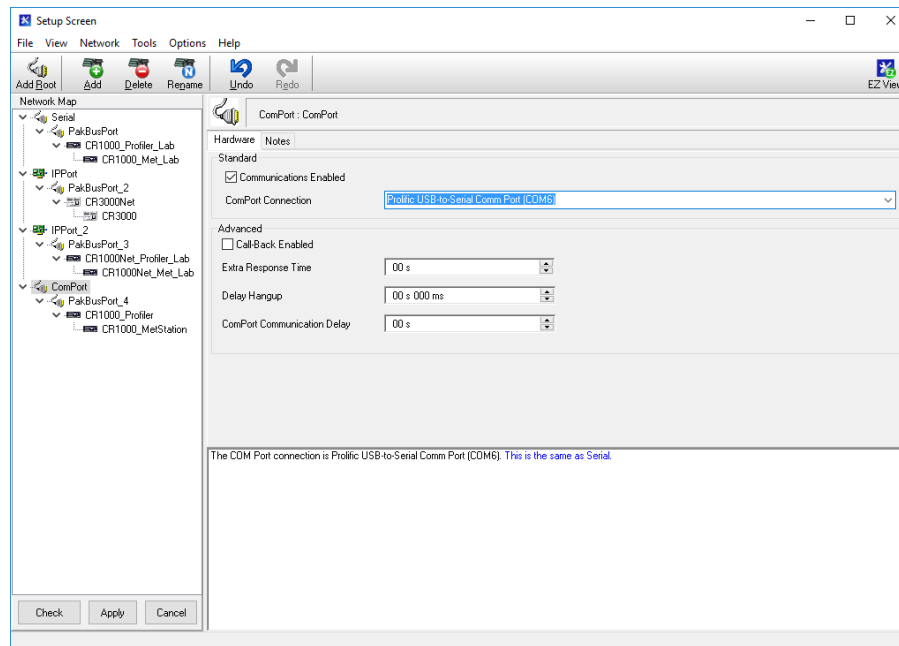 Setup Screen
File View Network Tools Options Help
Add Root Add Delete Rename Undo Redo EZ View
Network Map
Serial
PakBusPort
CR1000_Profiler_Lab
CR1000_Met_Lab
IPPort
PakBusPort_2
CR3000Net
CR3000
IPPort_2
PakBusPort_3
CR1000Net_Profiler_Lab
CR1000Net_Met_Lab
ComPort
PakBusPort_4
CR1000_Profiler
CR1000_MetStation
Check Apply Cancel
ComPort : ComPort
Hardware Notes
Standard
Communications Enabled
ComPort Connection Prolific USB-to-Serial Comm Port (COM6)
Advanced
Call-Back Enabled
Extra Response Time 00 s
Delay Hangup 00 s 000 ms
ComPort Communication Delay 00 s
The COM Port connection is Prolific USB-to-Serial Comm Port (COM6). This is the same as Serial.